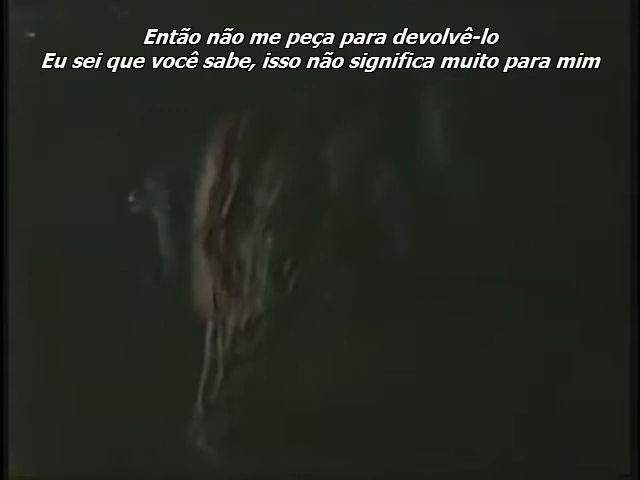 Então não me peça para devolvê-lo
Eu sei que você sabe, isso não significa muito para mim